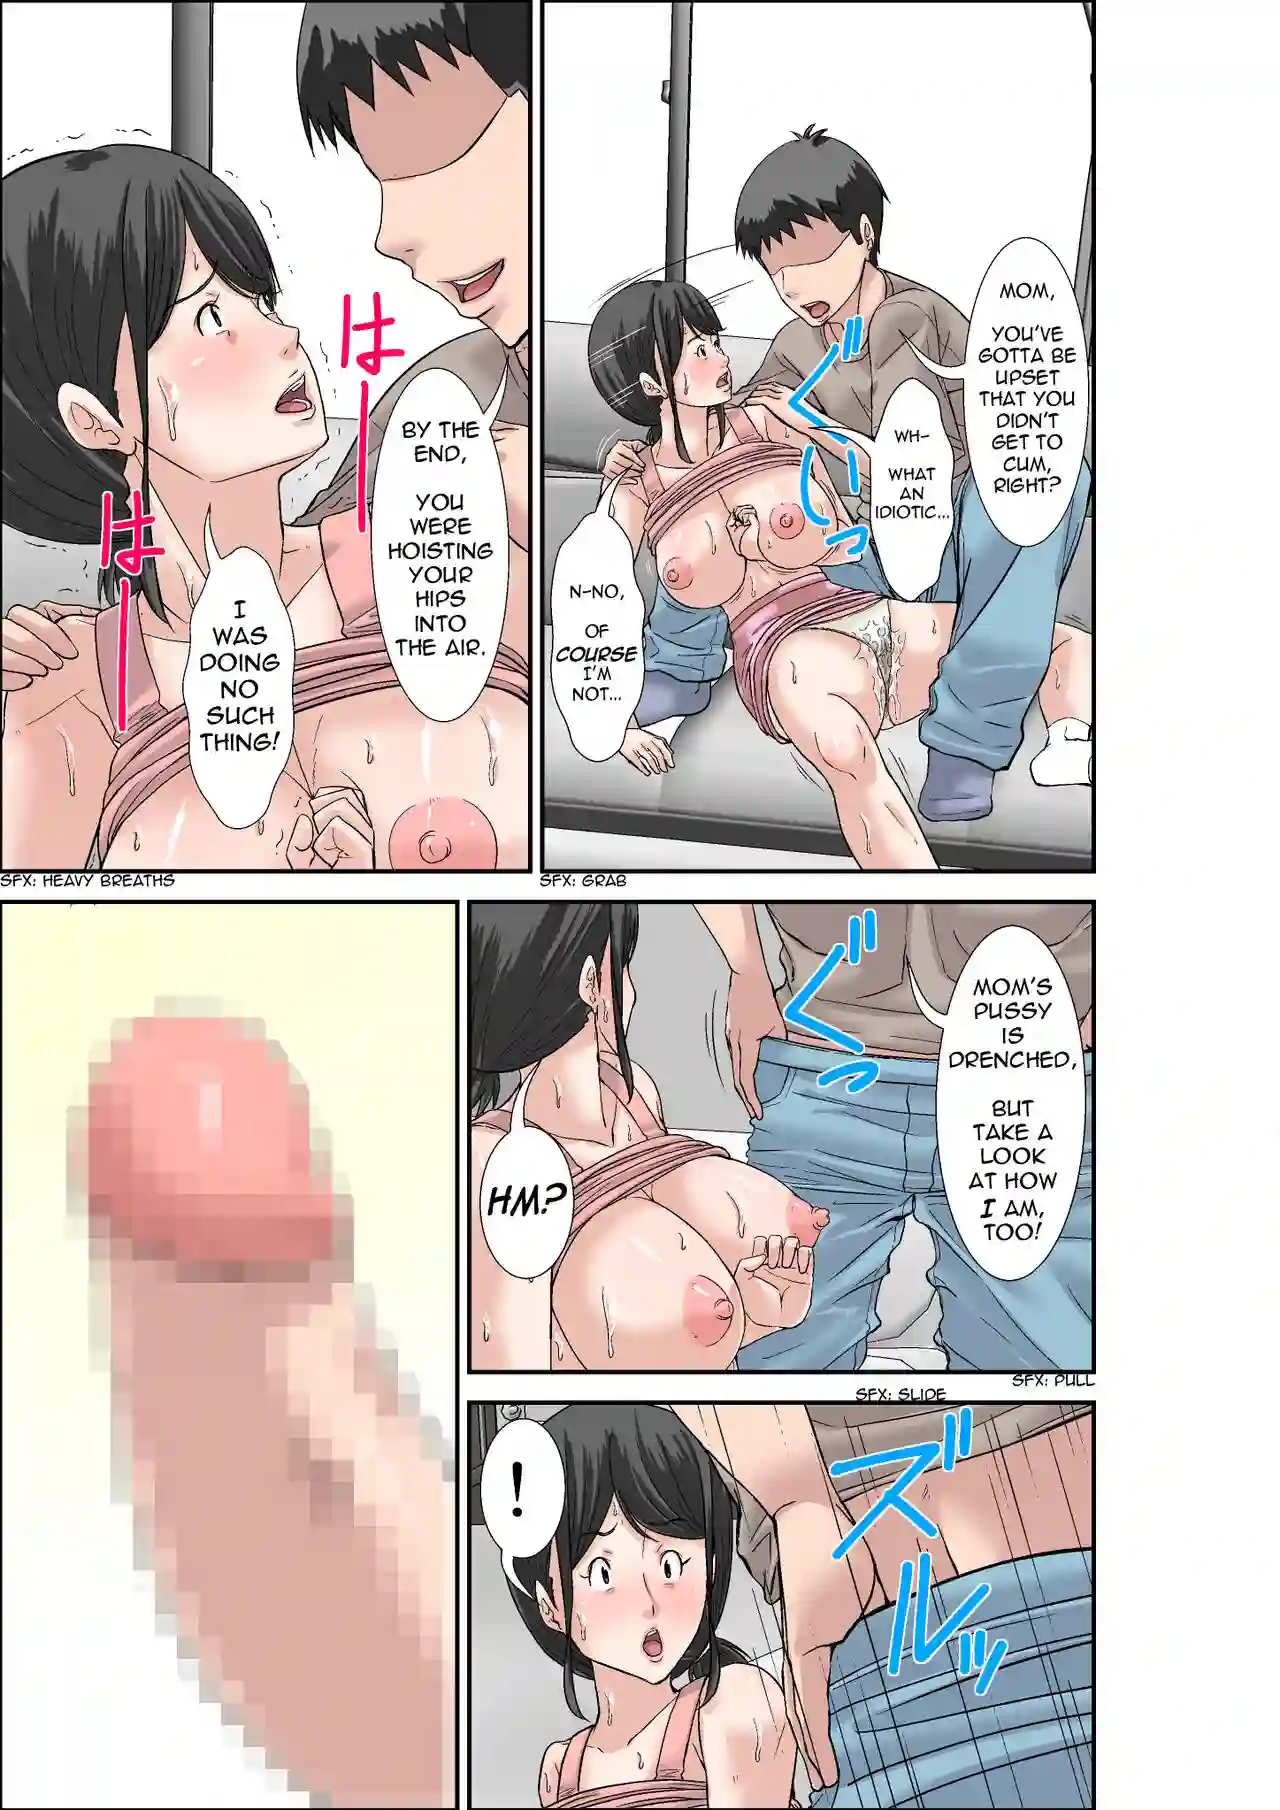 MOM,
YOU'VE
GOTTA BE
UPSET
THAT YOU
DIDN'T
GET TO
CUM,
RIGHT?
WH-
WHAT
AN
IDIOTIC...
N-NO,
OF
COURSE
I'M
NOT...
ぐいっ
SFX: GRAB
BY THE
END,
YOU
WERE
HOISTING
YOUR
HIPS
INTO
THE AIR.
I
WAS
DOING
NO
SUCH
THING!
はー
はー
SFX: HEAVY BREATHS
MOM'S
PUSSY
IS
DRENCHED,
BUT
TAKE A
LOOK
AT HOW
I AM,
TOO!
HM?
ぐっ
SFX: PULL
SFX: SLIDE
!
ズルッ